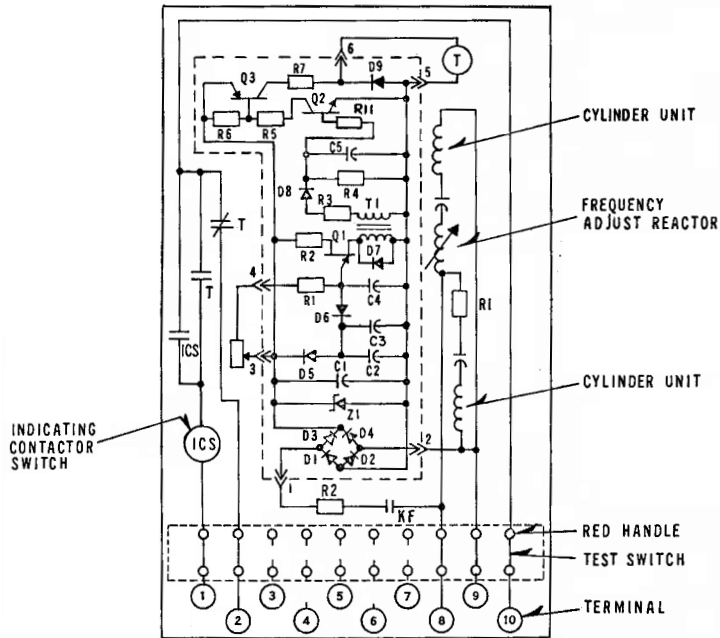 6
T
D9
5
R7
Q3
Q2
R11
R6
R5
C5
CYLINDER UNIT
R4
D8
R3
T1
FREQUENCY
ADJUST REACTOR
T
Q1
R2
D7
4
R1
C4
T
D6
R1
C3
ICS
3
D5
C1
C2
CYLINDER UNIT
Z1
INDICATING
CONTACTOR
SWITCH
ICS
D3
D4
2
D1
D2
1
R2
KF
RED HANDLE
TEST SWITCH
1
3
5
7
9
2
4
6
8
10
TERMINAL